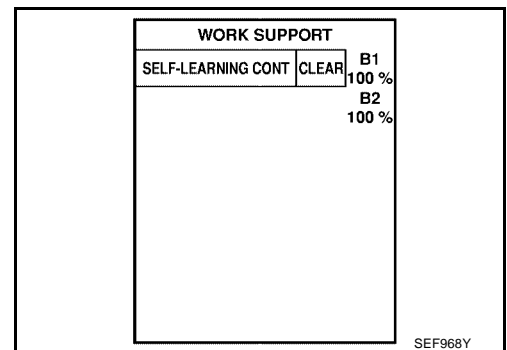 WORK SUPPORT
SELF-LEARNING CONT CLEAR B1
100 %
B2
100 %
SEF968Y